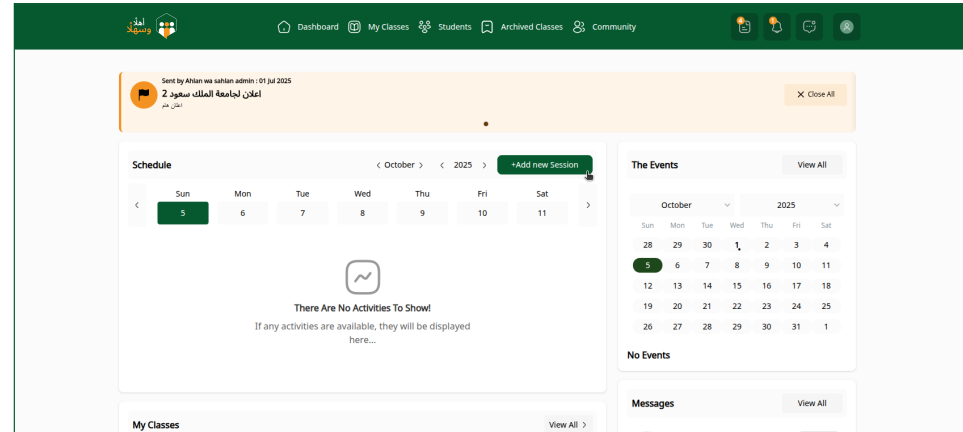 أهلًا
وسهلًا
Dashboard My Classes Students Archived Classes Community
4 1
Sent by Ahlan wa sahlan admin : 01 Jul 2025
اعلان لجامعة الملك سعود 2
اعلان هام
Close All
Schedule < October > < 2025 > +Add new Session
Sun Mon Tue Wed Thu Fri Sat
5 6 7 8 9 10 11
There Are No Activities To Show!
If any activities are available, they will be displayed
here...
The Events View All
October 2025
Sun Mon Tue Wed Thu Fri Sat
28 29 30 1 2 3 4
5 6 7 8 9 10 11
12 13 14 15 16 17 18
19 20 21 22 23 24 25
26 27 28 29 30 31 1
No Events
My Classes View All >
Messages View All